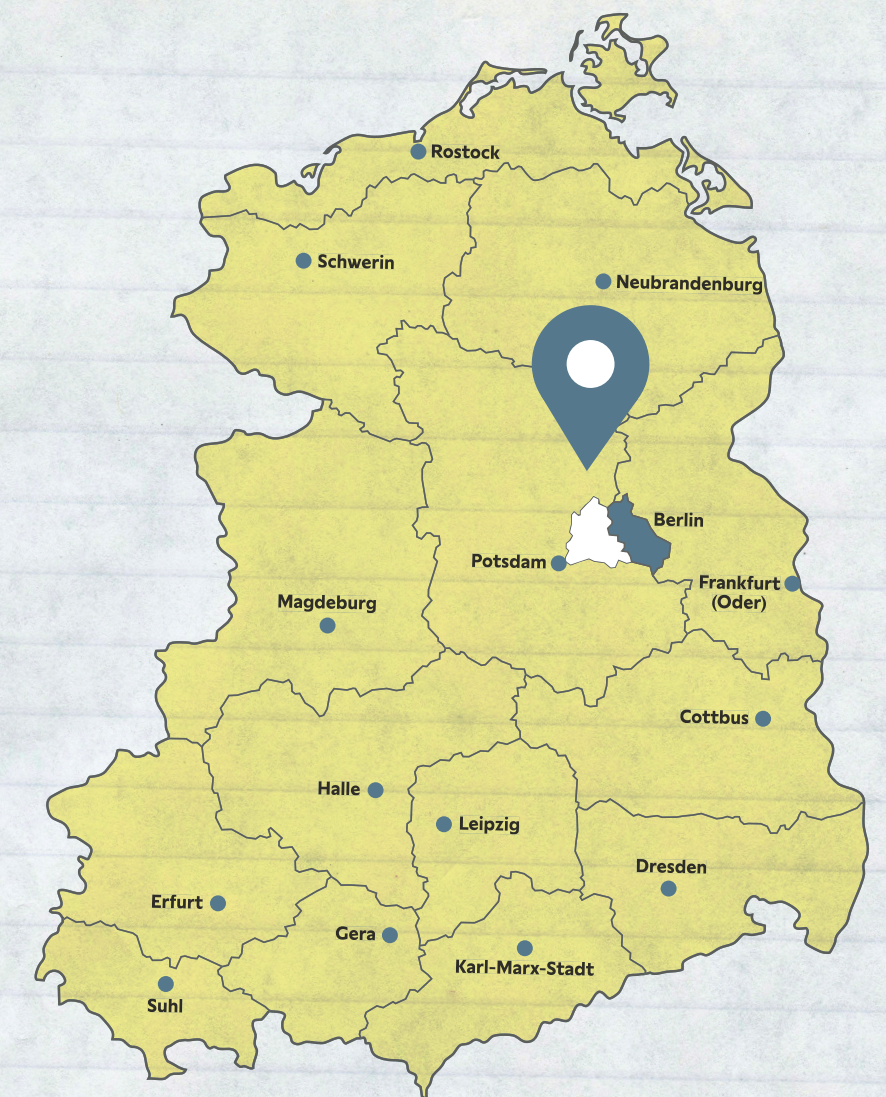 Rostock
Schwerin
Neubrandenburg
Berlin
Potsdam
Frankfurt
(Oder)
Magdeburg
Cottbus
Halle
Leipzig
Dresden
Erfurt
Gera
Karl-Marx-Stadt
Suhl